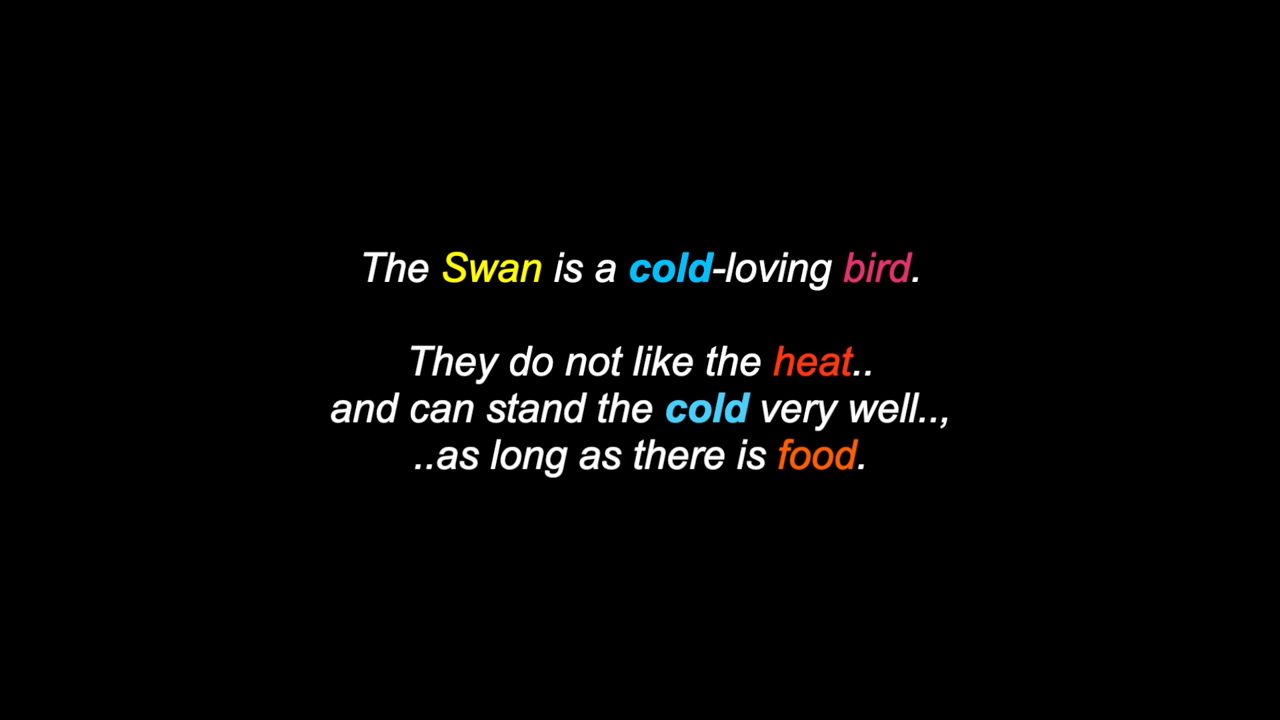 The Swan is a cold-loving bird.
They do not like the heat..
and can stand the cold very well..,
..as long as there is food.